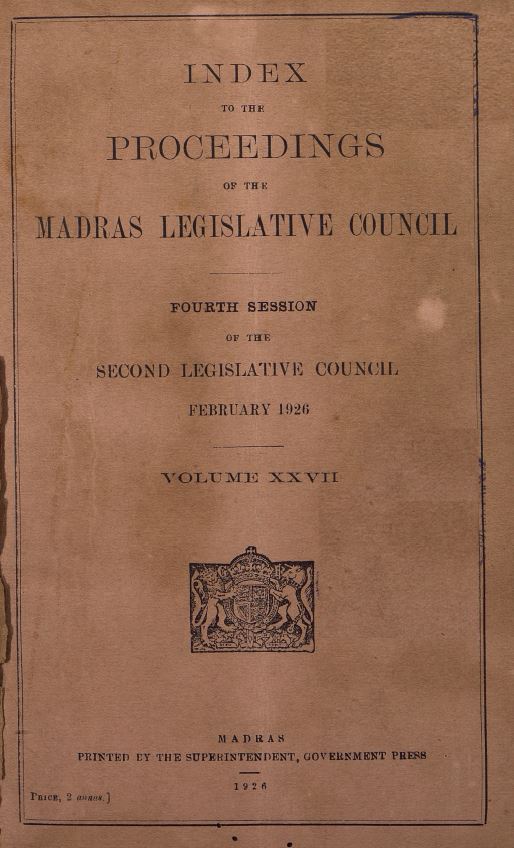 INDEX
TO THE
PROCEEDINGS
OF THE
MADRAS LEGISLATIVE COUNCIL
FOURTH SESSION
OF THE
SECOND LEGISLATIVE COUNCIL
FEBRUARY 1926
VOLUME XXVII
MADRAS
PRINTED BY THE SUPERINTENDENT, GOVERNMENT PRESS
1926
PRICE, 2 annas.]